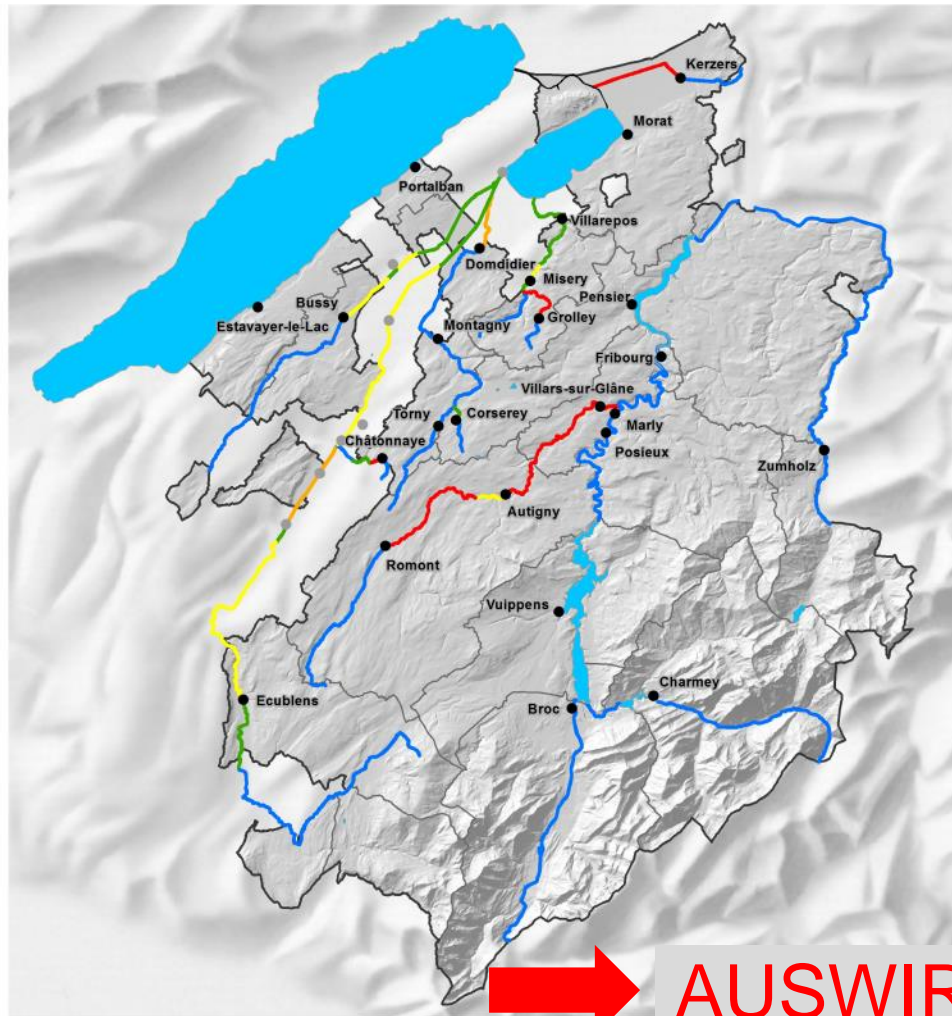 Kerzers
Morat
Portalban
Villarepos
Domdidier
Misery
Bussy
Pensier
Estavayer-le-Lac
Grolley
Montagny
Fribourg
Villars-sur-Glâne
Torny
Corserey
Marly
Châtonnaye
Posieux
Zumholz
Autigny
Romont
Vuippens
Charmey
Ecublens
Broc
AUSWIR